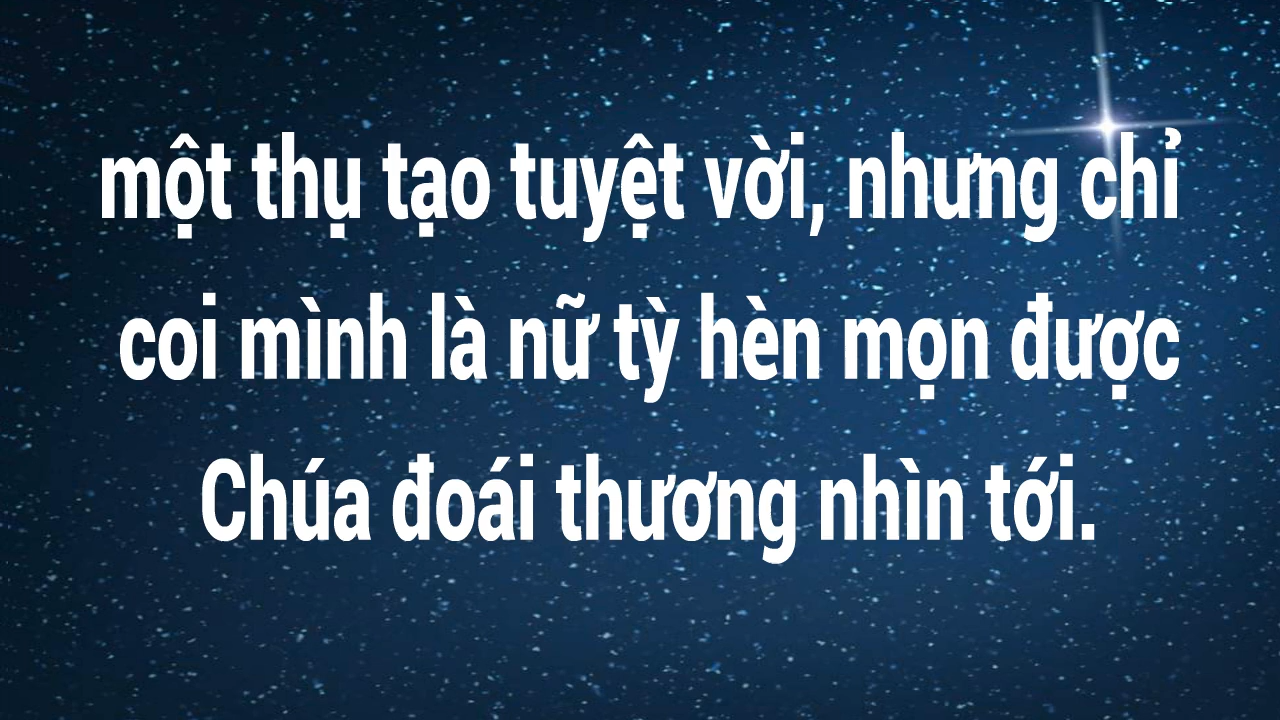 một thụ tạo tuyệt vời, nhưng chỉ
coi mình là nữ tỳ hèn mọn được
Chúa đoái thương nhìn tới.